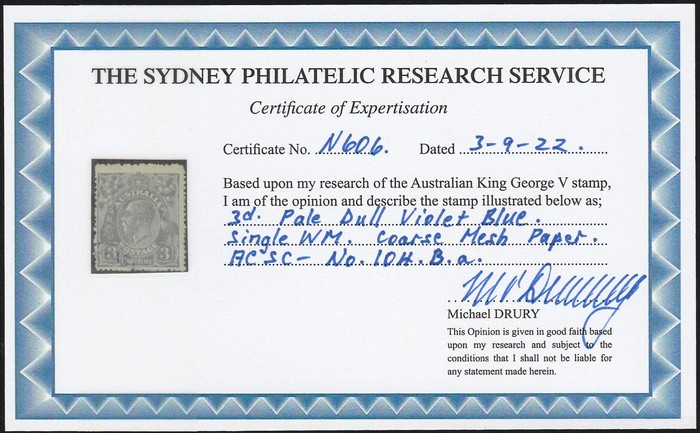 THE SYDNEY PHILATELIC RESEARCH SERVICE
Certificate of Expertisation
Certificate No. N606. Dated 3-9-22.
Based upon my research of the Australian King George V stamp,
I am of the opinion and describe the stamp illustrated below as;
3d. Pale Dull Violet Blue.
Single WM. Coarse Mesh Paper.
ACSC- No. 104.B.a.
AUSTRALIA
POSTAGE
3 3
Michael DRURY
This Opinion is given in good faith based
upon my research and subject to the
conditions that I shall not be liable for
any statement made herein.